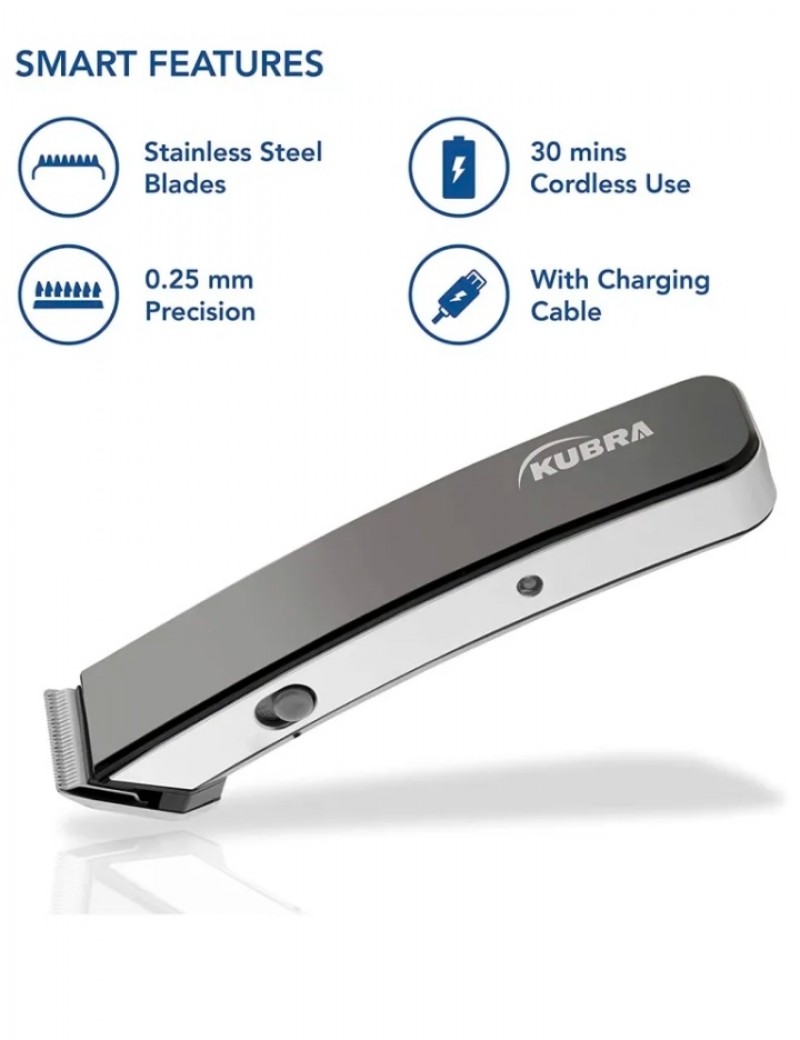 SMART FEATURES
Stainless Steel
Blades
30 mins
Cordless Use
0.25 mm
Precision
With Charging
Cable
KUBRA